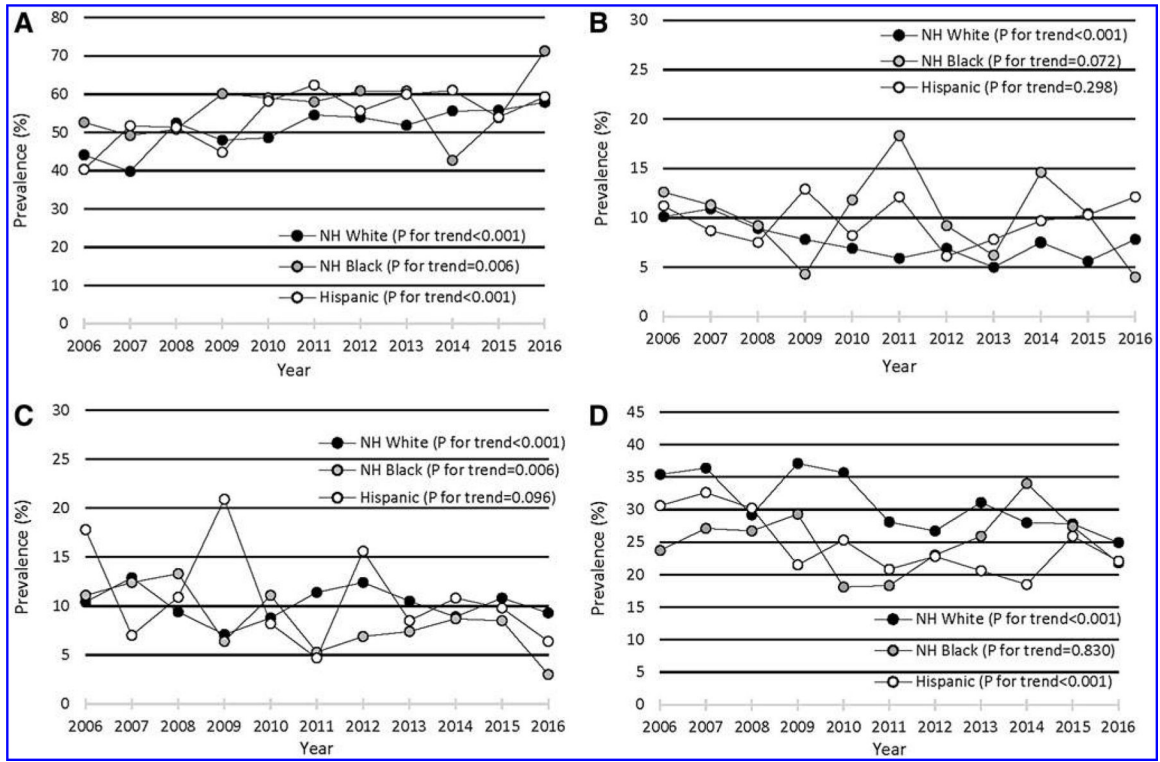 A
80
70
60
50
40
30
20
10
0
Prevalence (%)
NH White (P for trend<0.001)
NH Black (P for trend=0.006)
Hispanic (P for trend<0.001)
2006 2007 2008 2009 2010 2011 2012 2013 2014 2015 2016
Year
B
30
25
20
15
10
5
0
Prevalence (%)
NH White (P for trend<0.001)
NH Black (P for trend=0.072)
Hispanic (P for trend=0.298)
2006 2007 2008 2009 2010 2011 2012 2013 2014 2015 2016
Year
C
30
25
20
15
10
5
0
Prevalence (%)
NH White (P for trend<0.001)
NH Black (P for trend=0.006)
Hispanic (P for trend=0.096)
2006 2007 2008 2009 2010 2011 2012 2013 2014 2015 2016
Year
D
45
40
35
30
25
20
15
10
5
0
Prevalence (%)
NH White (P for trend<0.001)
NH Black (P for trend=0.830)
Hispanic (P for trend<0.001)
2006 2007 2008 2009 2010 2011 2012 2013 2014 2015 2016
Year